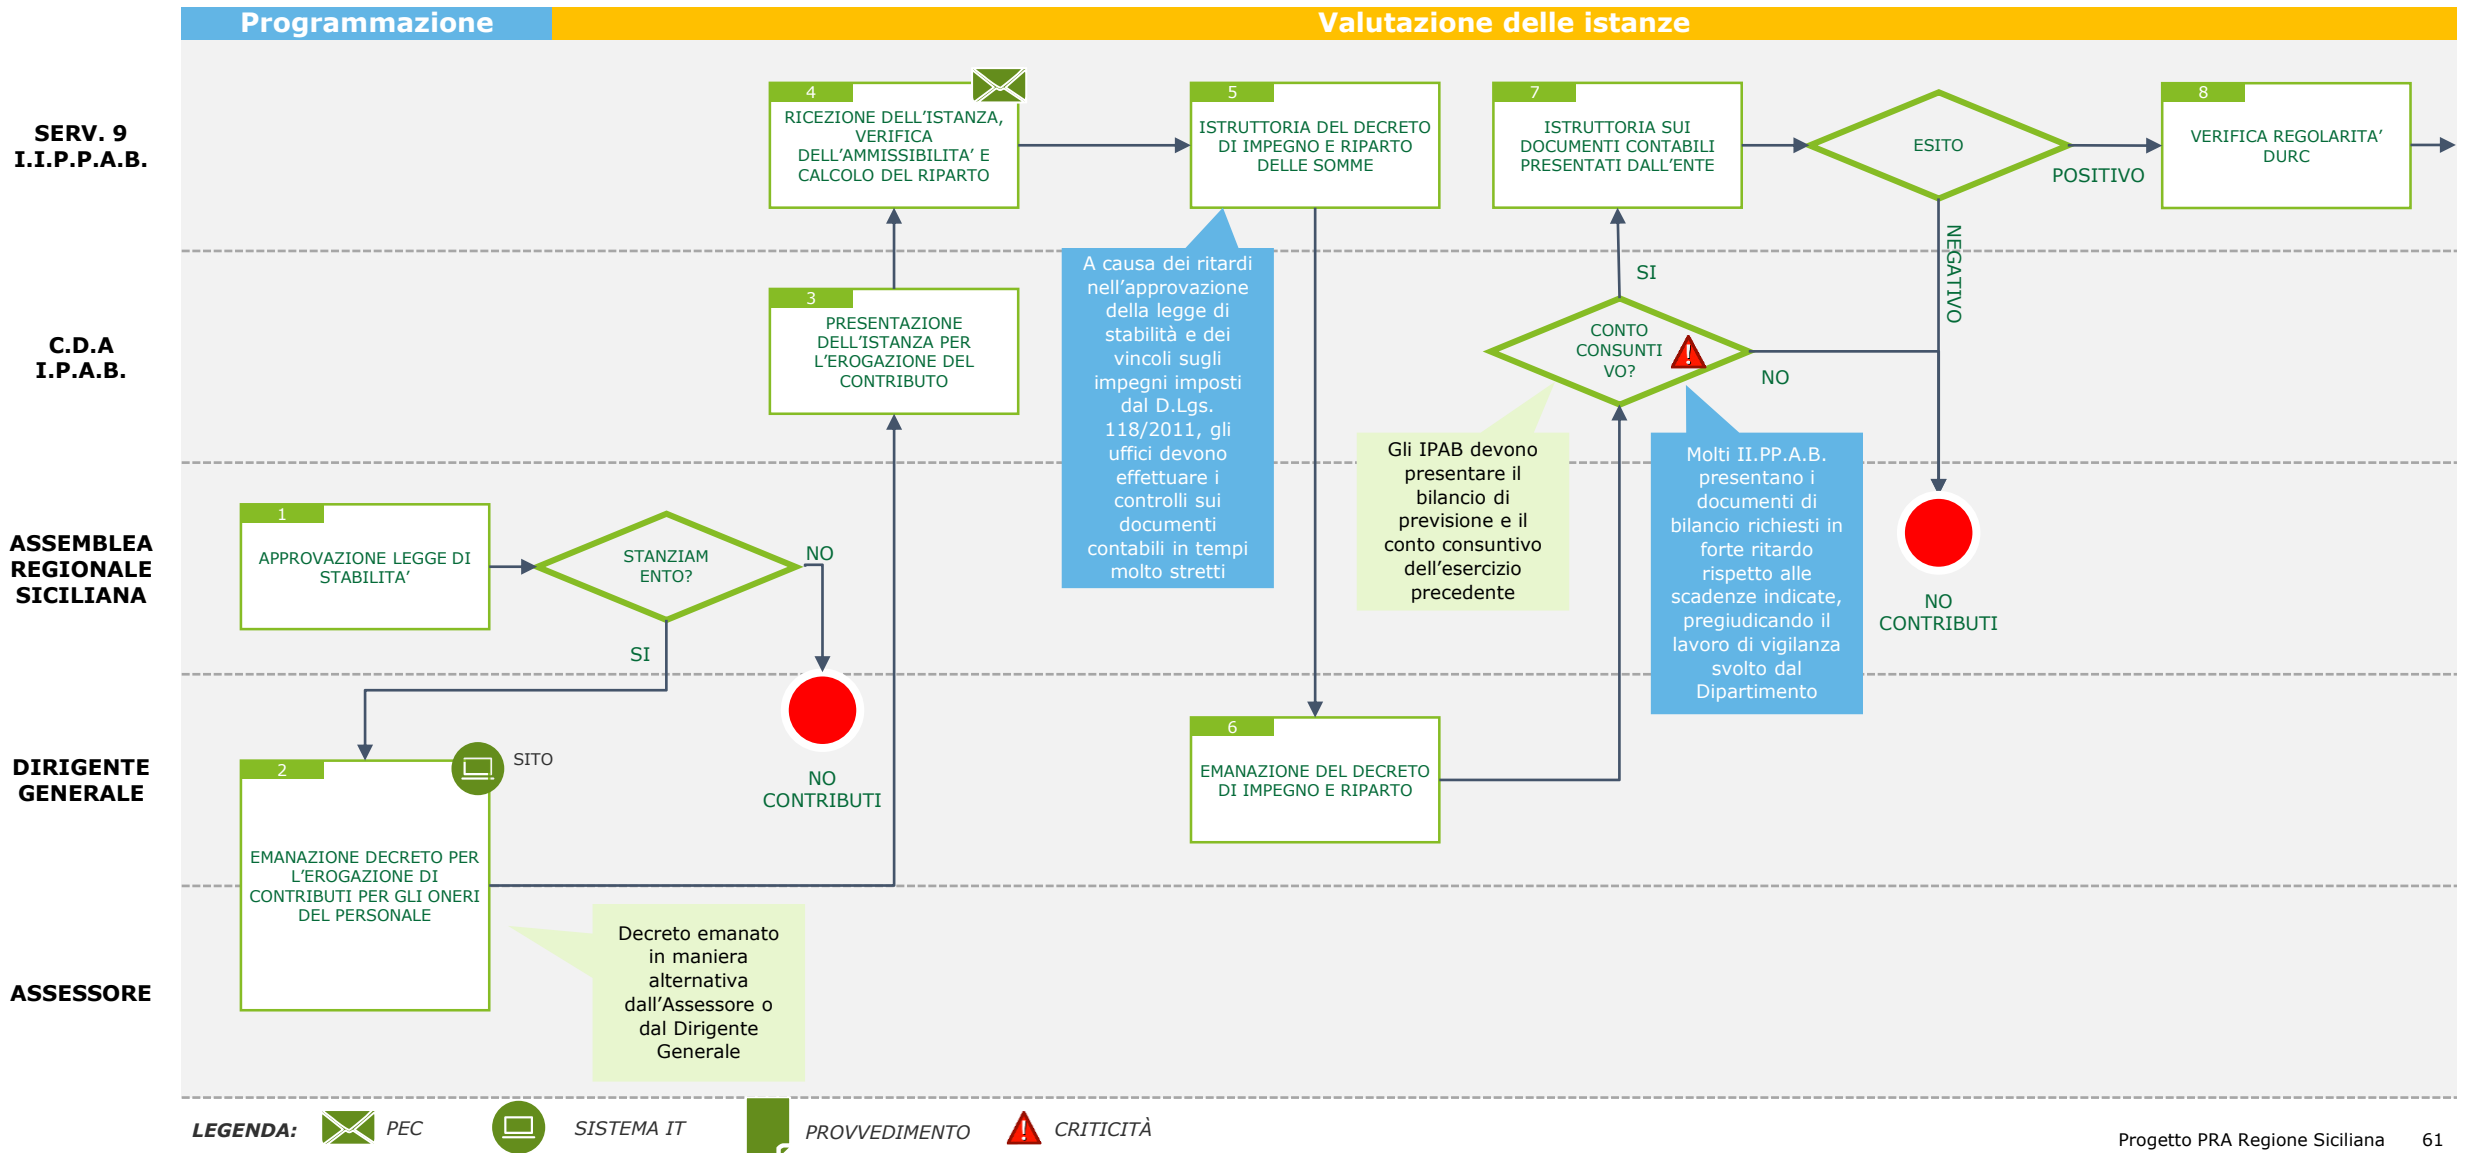 Programmazione
Valutazione delle istanze
SERV. 9
I.I.P.P.A.B.
4
RICEZIONE DELL’ISTANZA,
VERIFICA
DELL’AMMISSIBILITA’ E
CALCOLO DEL RIPARTO
5
ISTRUTTORIA DEL DECRETO
DI IMPEGNO E RIPARTO
DELLE SOMME
7
ISTRUTTORIA SUI
DOCUMENTI CONTABILI
PRESENTATI DALL’ENTE
ESITO
POSITIVO
NEGATIVO
8
VERIFICA REGOLARITA’
DURC
C.D.A
I.P.A.B.
3
PRESENTAZIONE
DELL’ISTANZA PER
L’EROGAZIONE DEL
CONTRIBUTO
A causa dei ritardi
nell’approvazione
della legge di
stabilità e dei
vincoli sugli
impegni imposti
dal D.Lgs.
118/2011, gli
uffici devono
effettuare i
controlli sui
documenti
contabili in tempi
molto stretti
SI
CONTO
CONSUNTI
VO?
NO
Gli IPAB devono
presentare il
bilancio di
previsione e il
conto consuntivo
dell’esercizio
precedente
Molti II.PP.A.B.
presentano i
documenti di
bilancio richiesti in
forte ritardo
rispetto alle
scadenze indicate,
pregiudicando il
lavoro di vigilanza
svolto dal
Dipartimento
NO
CONTRIBUTI
ASSEMBLEA
REGIONALE
SICILIANA
1
APPROVAZIONE LEGGE DI
STABILITA’
STANZIAM
ENTO?
NO
SI
NO
CONTRIBUTI
DIRIGENTE
GENERALE
2
SITO
EMANAZIONE DECRETO PER
L’EROGAZIONE DI
CONTRIBUTI PER GLI ONERI
DEL PERSONALE
6
EMANAZIONE DEL DECRETO
DI IMPEGNO E RIPARTO
ASSESSORE
Decreto emanato
in maniera
alternativa
dall’Assessore o
dal Dirigente
Generale
LEGENDA:
PEC
SISTEMA IT
PROVVEDIMENTO
CRITICITÀ
Progetto PRA Regione Siciliana 61